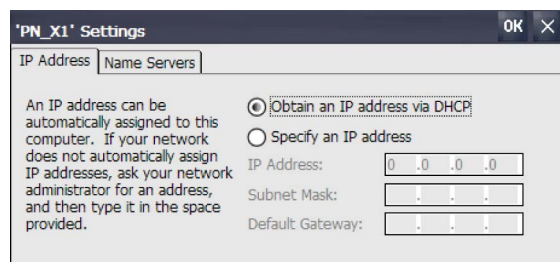 'PN_X1' Settings OK
IP Address Name Servers
An IP address can be
automatically assigned to this
computer. If your network
does not automatically assign
IP addresses, ask your network
administrator for an address,
and then type it in the space
provided.
Obtain an IP address via DHCP
Specify an IP address
IP Address: 0 .0 .0 .0
Subnet Mask: . . .
Default Gateway: . . .